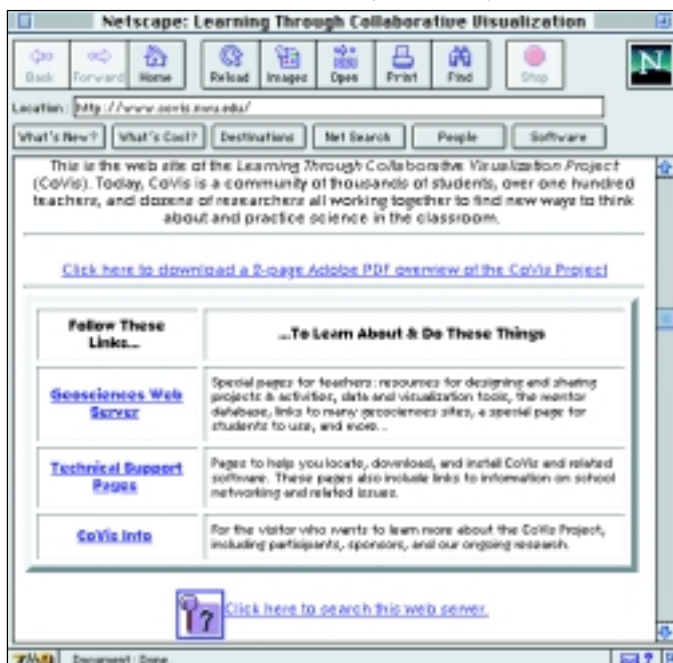 Netscape: Learning Through Collaborative Visualization
Back Forward Home Reload Images Open Print Find Stop
N
Location: http://www.covis.nwu.edu/
What's New? What's Cool? Destinations Net Search People Software
This is the web site of the Learning Through Collaborative Visualization Project
(CoVis). Today, CoVis is a community of thousands of students, over one hundred
teachers, and dozens of researchers all working together to find new ways to think
about and practice science in the classroom.
Click here to download a 2-page Adobe PDF overview of the CoVis Project
Follow These
Links...
...To Learn About & Do These Things
Geosciences Web
Server
Special pages for teachers: resources for designing and sharing
projects & activities, data and visualization tools, the mentor
database, links to many geosciences sites, a special page for
students to use, and more...
Technical Support
Pages
Pages to help you locate, download, and install CoVis and related
software. These pages also include links to information on school
networking and related issues.
CoVis Info
For the visitor who wants to learn more about the CoVis Project,
including participants, sponsors, and our ongoing research.
?
Click here to search this web server.
Document: Done.
?